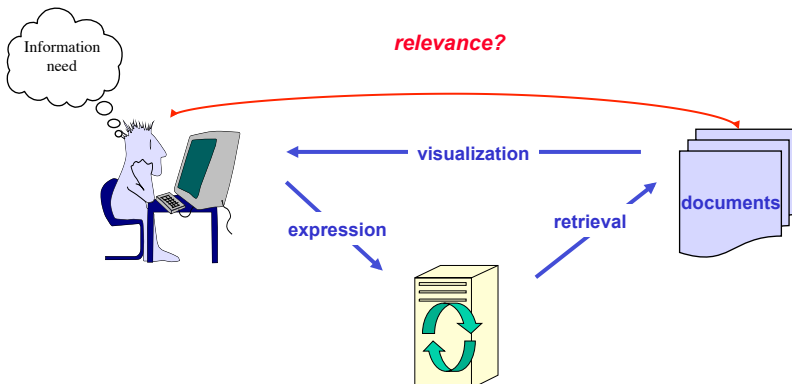 relevance?
Information
need
visualization
documents
expression
retrieval